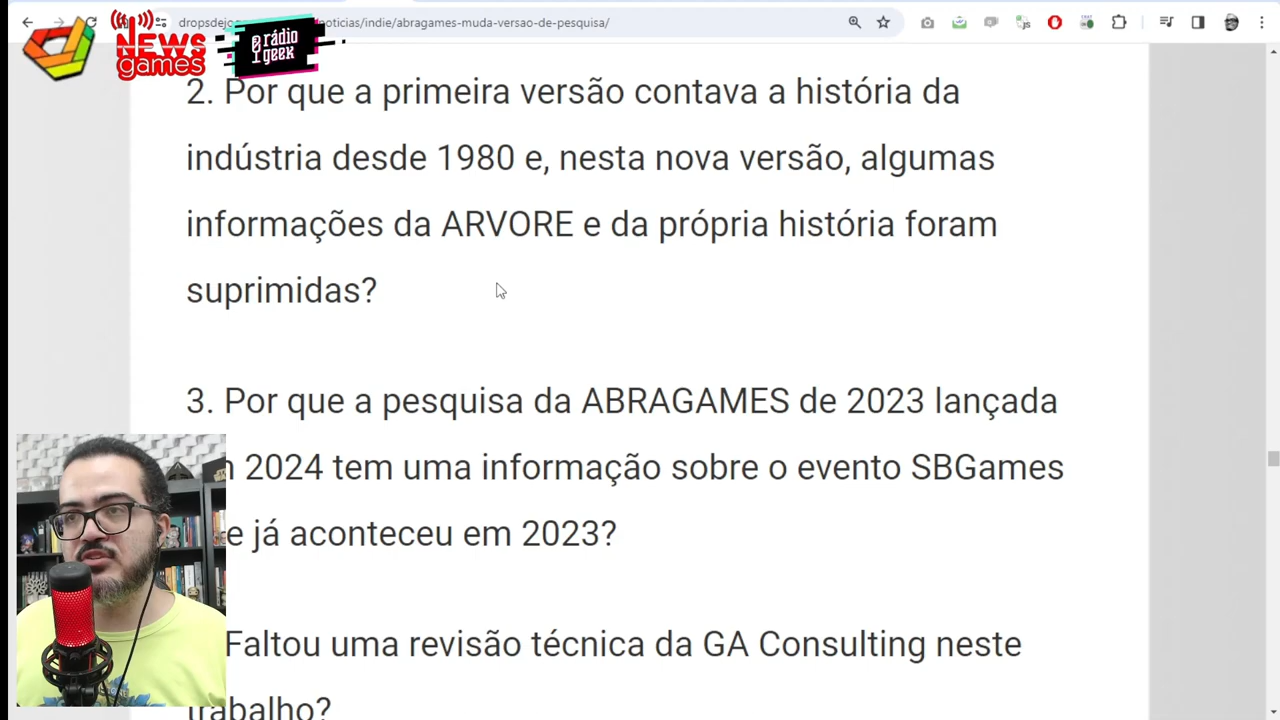 dropsdejo
noticias/indie/abragames-muda-versao-de-pesquisa/
NEWS
games
rádio
geek
2. Por que a primeira versão contava a história da
indústria desde 1980 e, nesta nova versão, algumas
informações da ARVORE e da própria história foram
suprimidas?
3. Por que a pesquisa da ABRAGAMES de 2023 lançada
2024 tem uma informação sobre o evento SBGames
e já aconteceu em 2023?
Faltou uma revisão técnica da GA Consulting neste
trabalho?